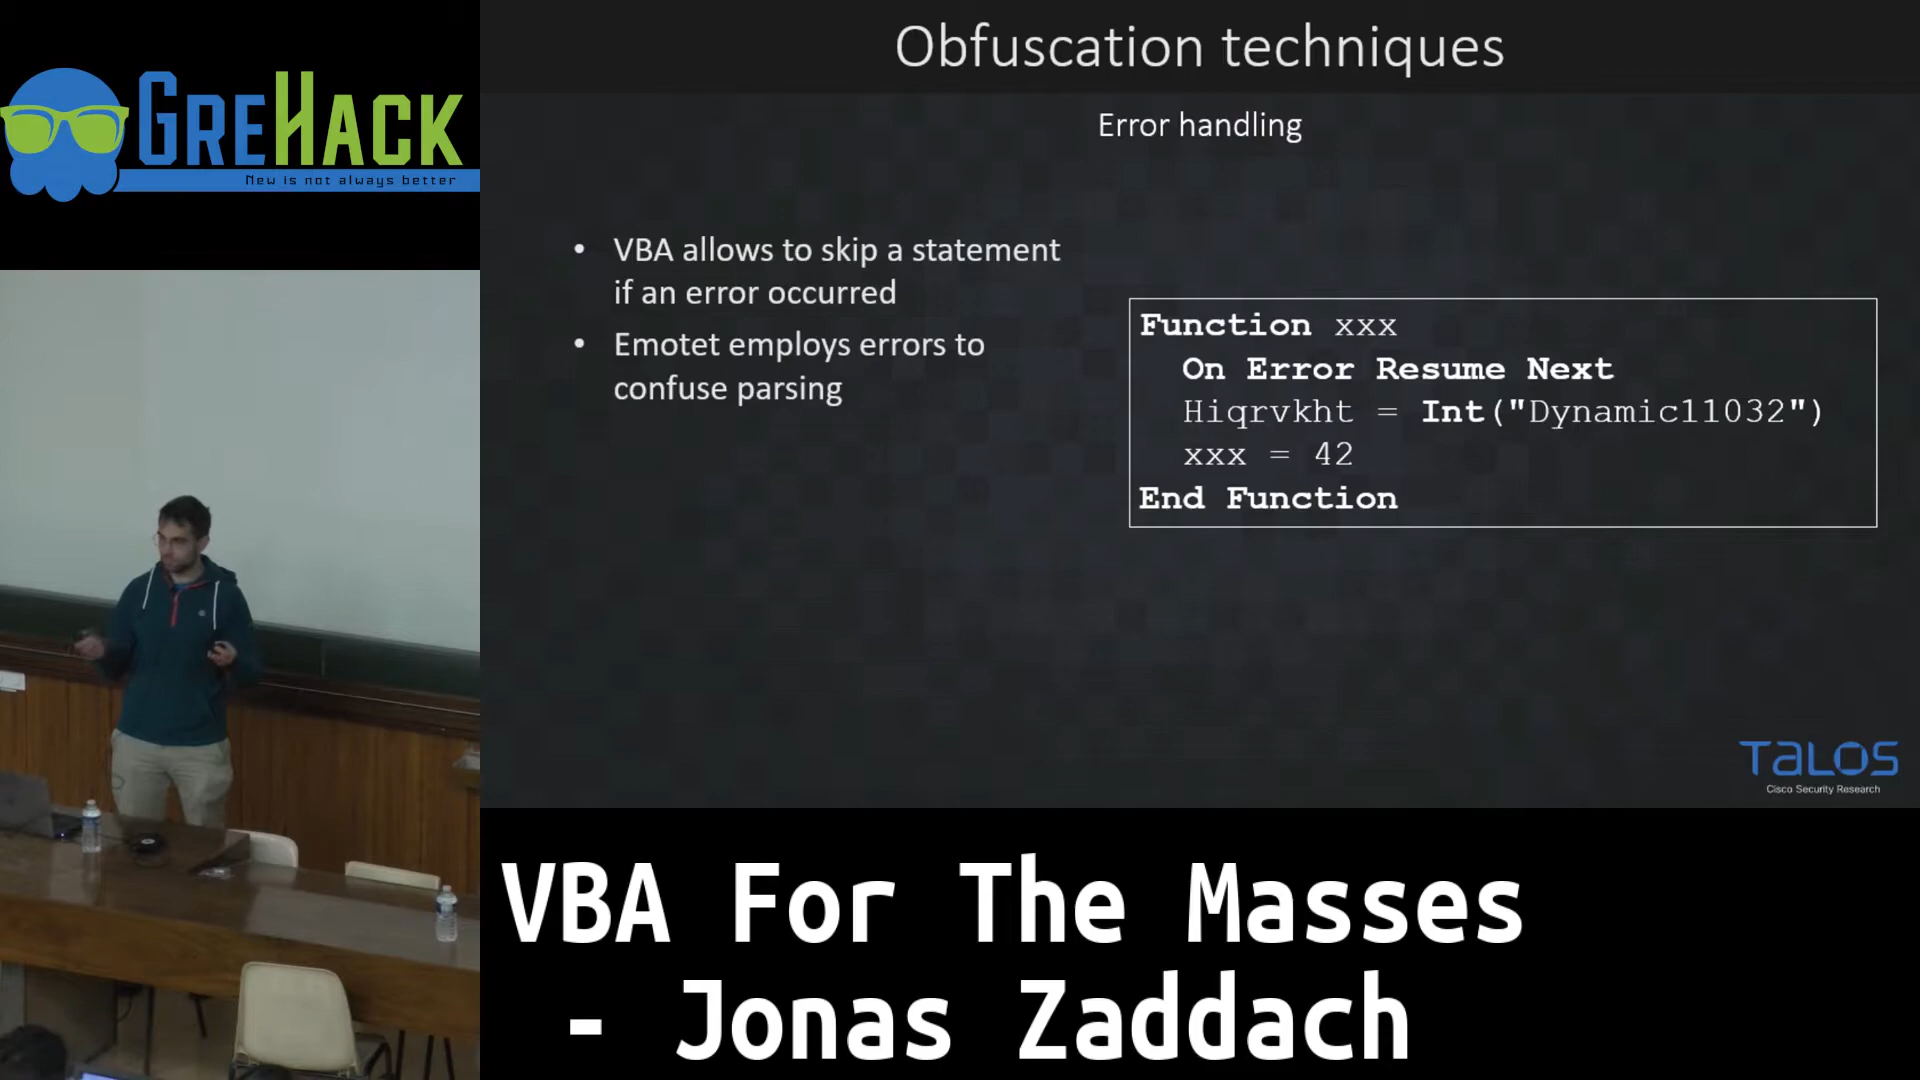 GREHACK
New is not always better
Obfuscation techniques
Error handling
• VBA allows to skip a statement
if an error occurred
• Emotet employs errors to
confuse parsing
Function xxx
On Error Resume Next
Hiqrvkht = Int("Dynamic11032")
xxx = 42
End Function
TALOS
Cisco Security Research
VBA For The Masses
- Jonas Zaddach